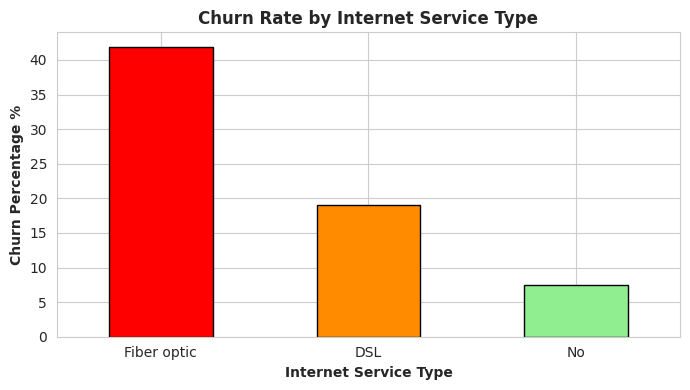 Churn Rate by Internet Service Type
Churn Percentage %
40
35
30
25
20
15
10
5
0
Fiber optic
DSL
No
Internet Service Type